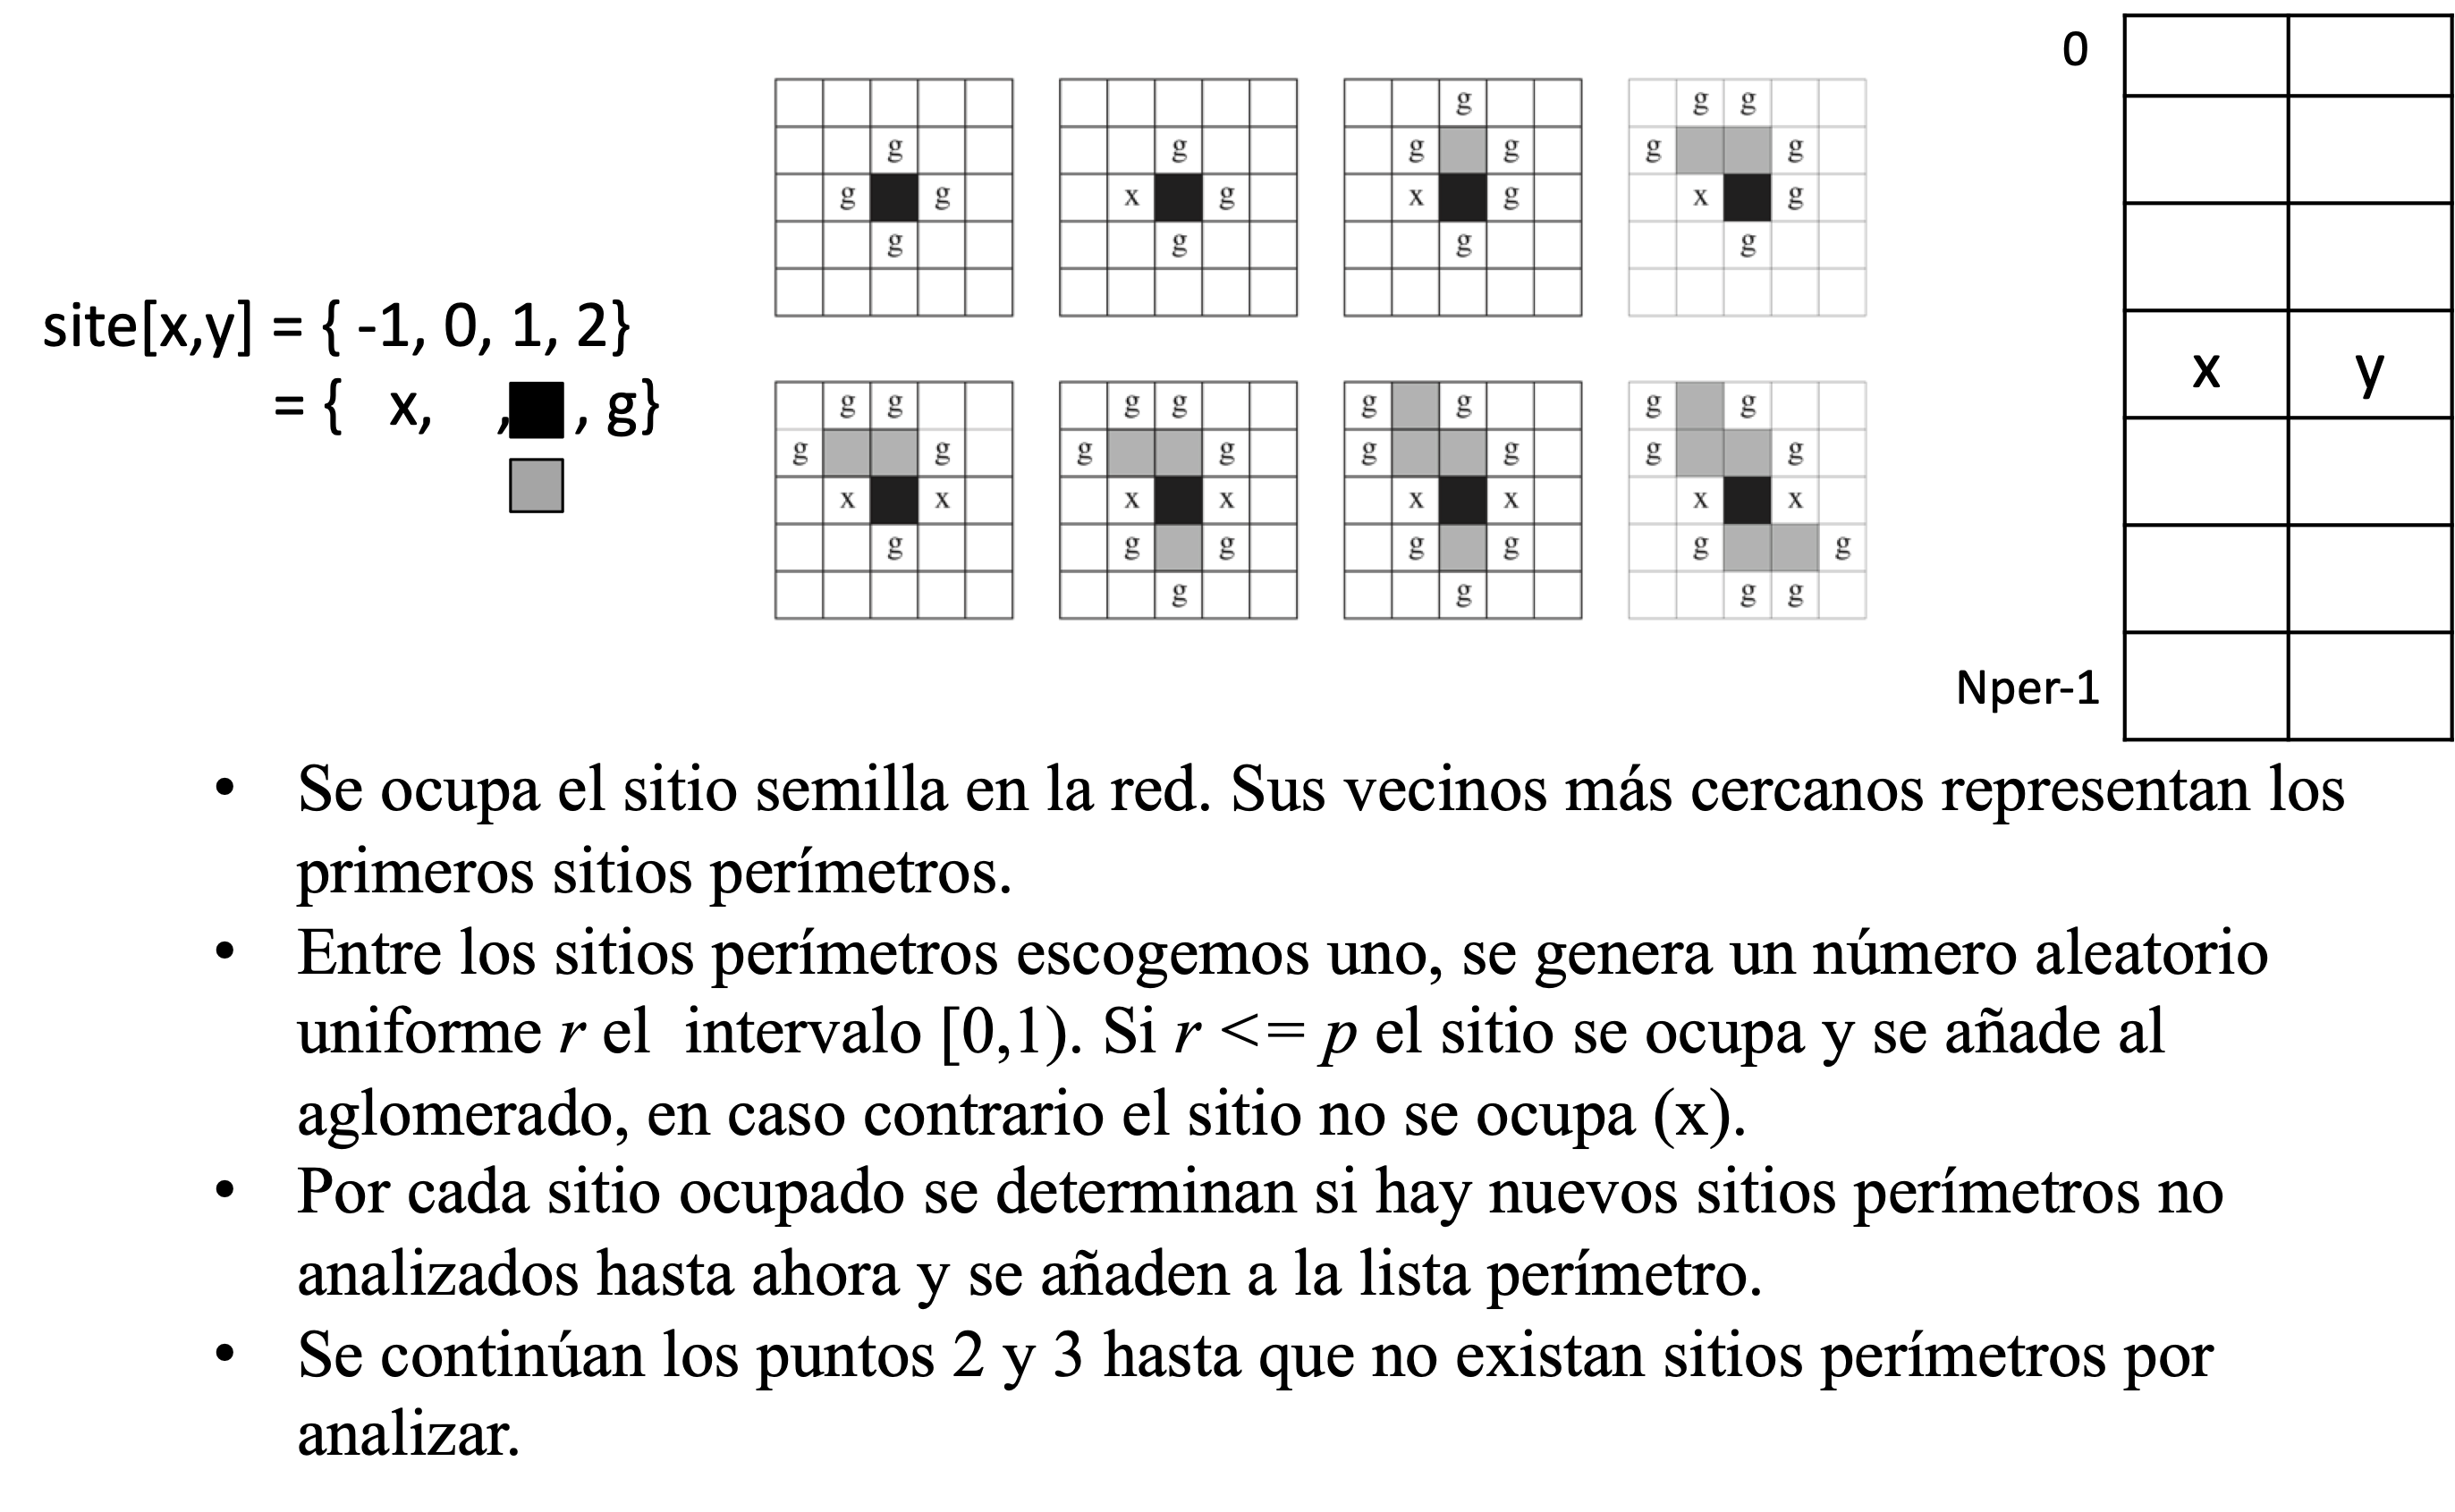 0
g
g g
g
g
x g
g
g
g g
x g
g
g g
g g
x g
g
site[x,y] = { -1, 0, 1, 2}
= { x, , , g}
x y
g g
g g
x x
g
g g
g g
x x
g g
g
g g
g g
x x
g g
g
g g
g g
x x
g g
g g
Nper-1
• Se ocupa el sitio semilla en la red. Sus vecinos más cercanos representan los
primeros sitios perímetros.
• Entre los sitios perímetros escogemos uno, se genera un número aleatorio
uniforme r el intervalo [0,1). Si r <= p el sitio se ocupa y se añade al
aglomerado, en caso contrario el sitio no se ocupa (x).
• Por cada sitio ocupado se determinan si hay nuevos sitios perímetros no
analizados hasta ahora y se añaden a la lista perímetro.
• Se continúan los puntos 2 y 3 hasta que no existan sitios perímetros por
analizar.